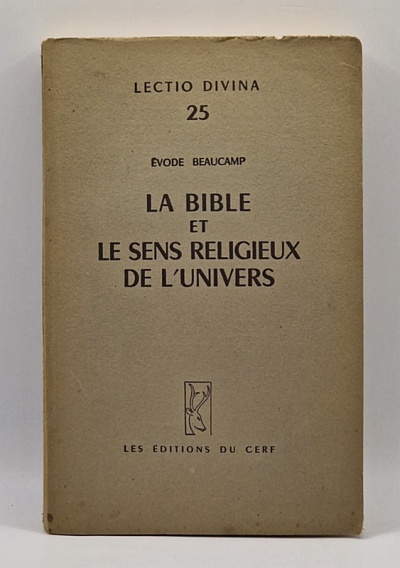 LECTIO DIVINA
25
ÉVODE BEAUCAMP
LA BIBLE
ET
LE SENS RELIGIEUX
DE L'UNIVERS
LES ÉDITIONS DU CERF